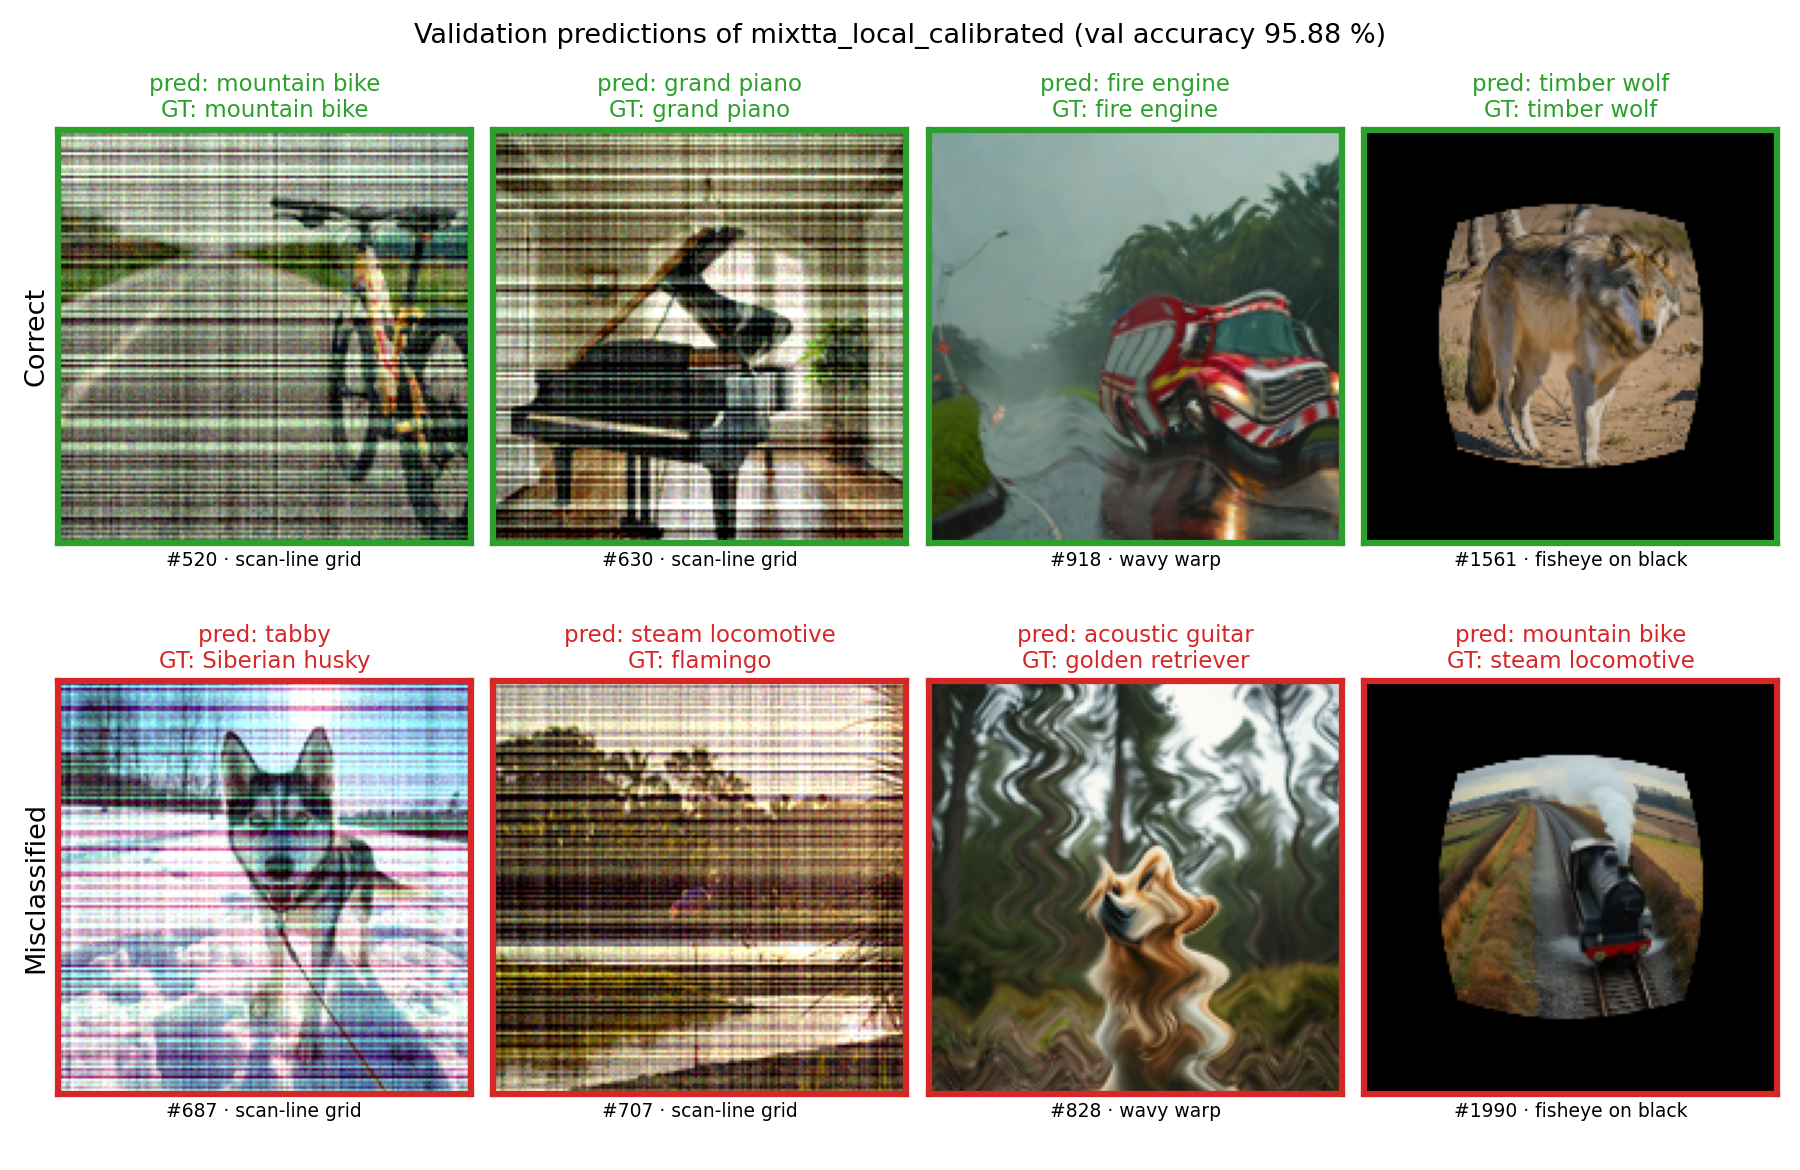 Validation predictions of mixtta_local_calibrated (val accuracy 95.88 %)
pred: mountain bike
GT: mountain bike
pred: grand piano
GT: grand piano
pred: fire engine
GT: fire engine
pred: timber wolf
GT: timber wolf
Correct
#520 · scan-line grid
#630 · scan-line grid
#918 · wavy warp
#1561 · fisheye on black
pred: tabby
GT: Siberian husky
pred: steam locomotive
GT: flamingo
pred: acoustic guitar
GT: golden retriever
pred: mountain bike
GT: steam locomotive
Misclassified
#687 · scan-line grid
#707 · scan-line grid
#828 · wavy warp
#1990 · fisheye on black